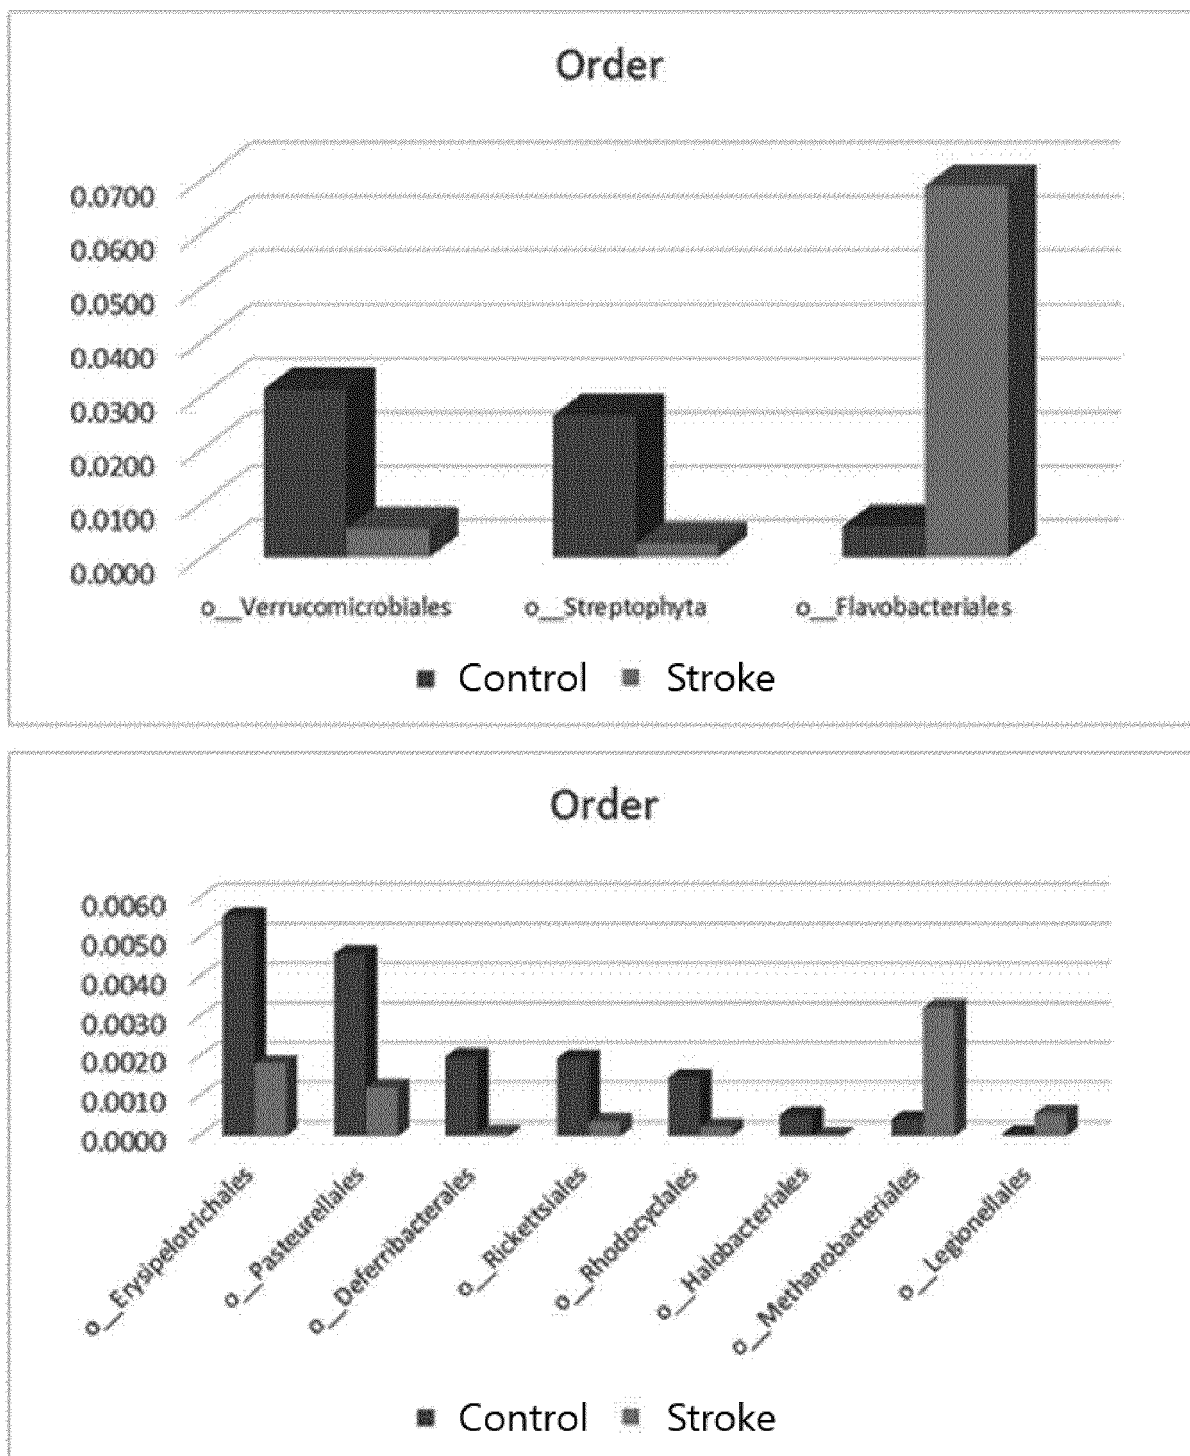 Order
0.0700
0.0600
0.0500
0.0400
0.0300
0.0200
0.0100
0.0000
o__Verrucomicrobiales o__Streptophyta o__Flavobacteriales
Control Stroke
Order
0.0060
0.0050
0.0040
0.0030
0.0020
0.0010
0.0000
o__Erysipelotrichales
o__Pasteurellales
o__Deferribacterales
o__Rickettsiales
o__Rhodocyclales
o__Halobacteriales
o__Methanobacteriales
o__Legionellales
Control Stroke